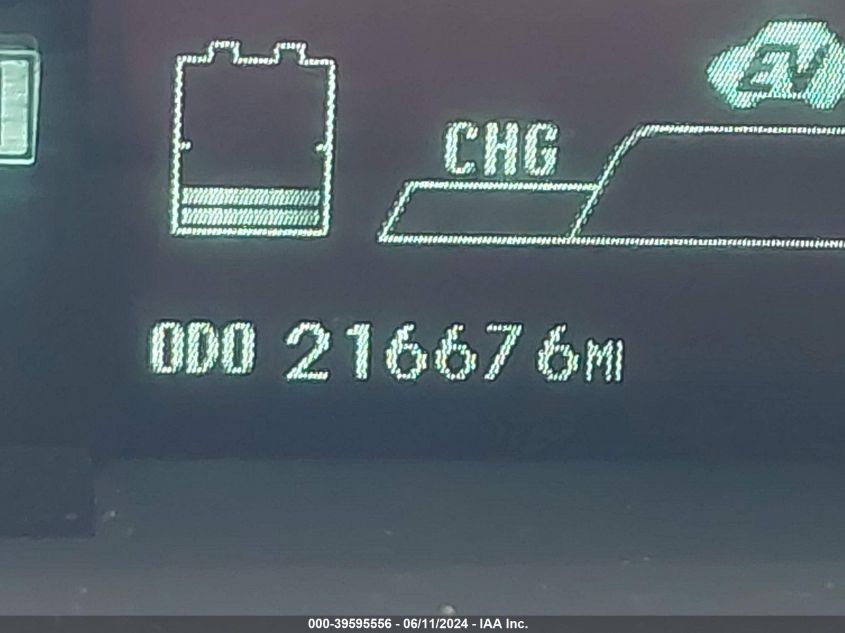 EV
CHG
ODO 216676MI
000-39595556 - 06/11/2024 - IAA Inc.